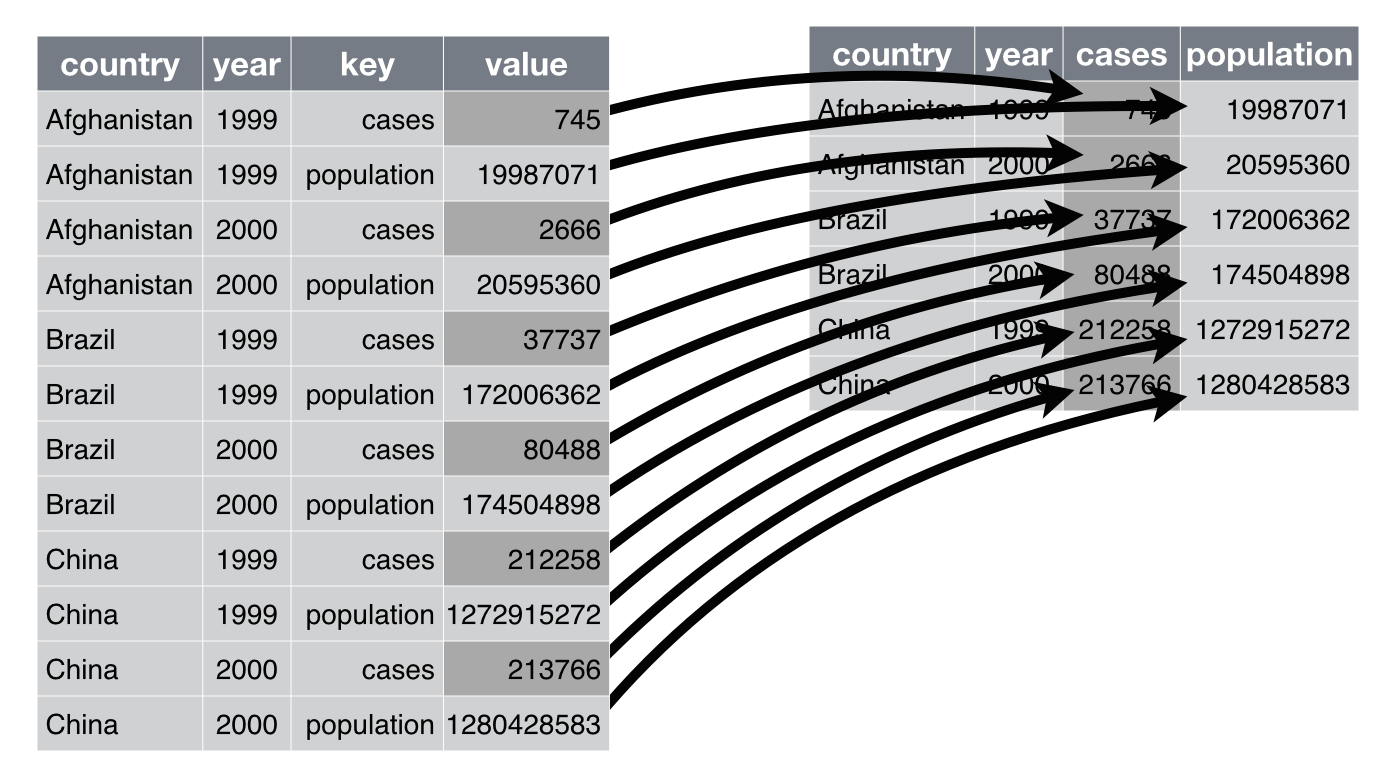 country year key value
Afghanistan 1999 cases 745
Afghanistan 1999 population 19987071
Afghanistan 2000 cases 2666
Afghanistan 2000 population 20595360
Brazil 1999 cases 37737
Brazil 1999 population 172006362
Brazil 2000 cases 80488
Brazil 2000 population 174504898
China 1999 cases 212258
China 1999 population 1272915272
China 2000 cases 213766
China 2000 population 1280428583
country year cases population
Afghanistan 1999 745 19987071
Afghanistan 2000 2666 20595360
Brazil 1999 37737 172006362
Brazil 2000 80488 174504898
China 1999 212258 1272915272
China 2000 213766 1280428583